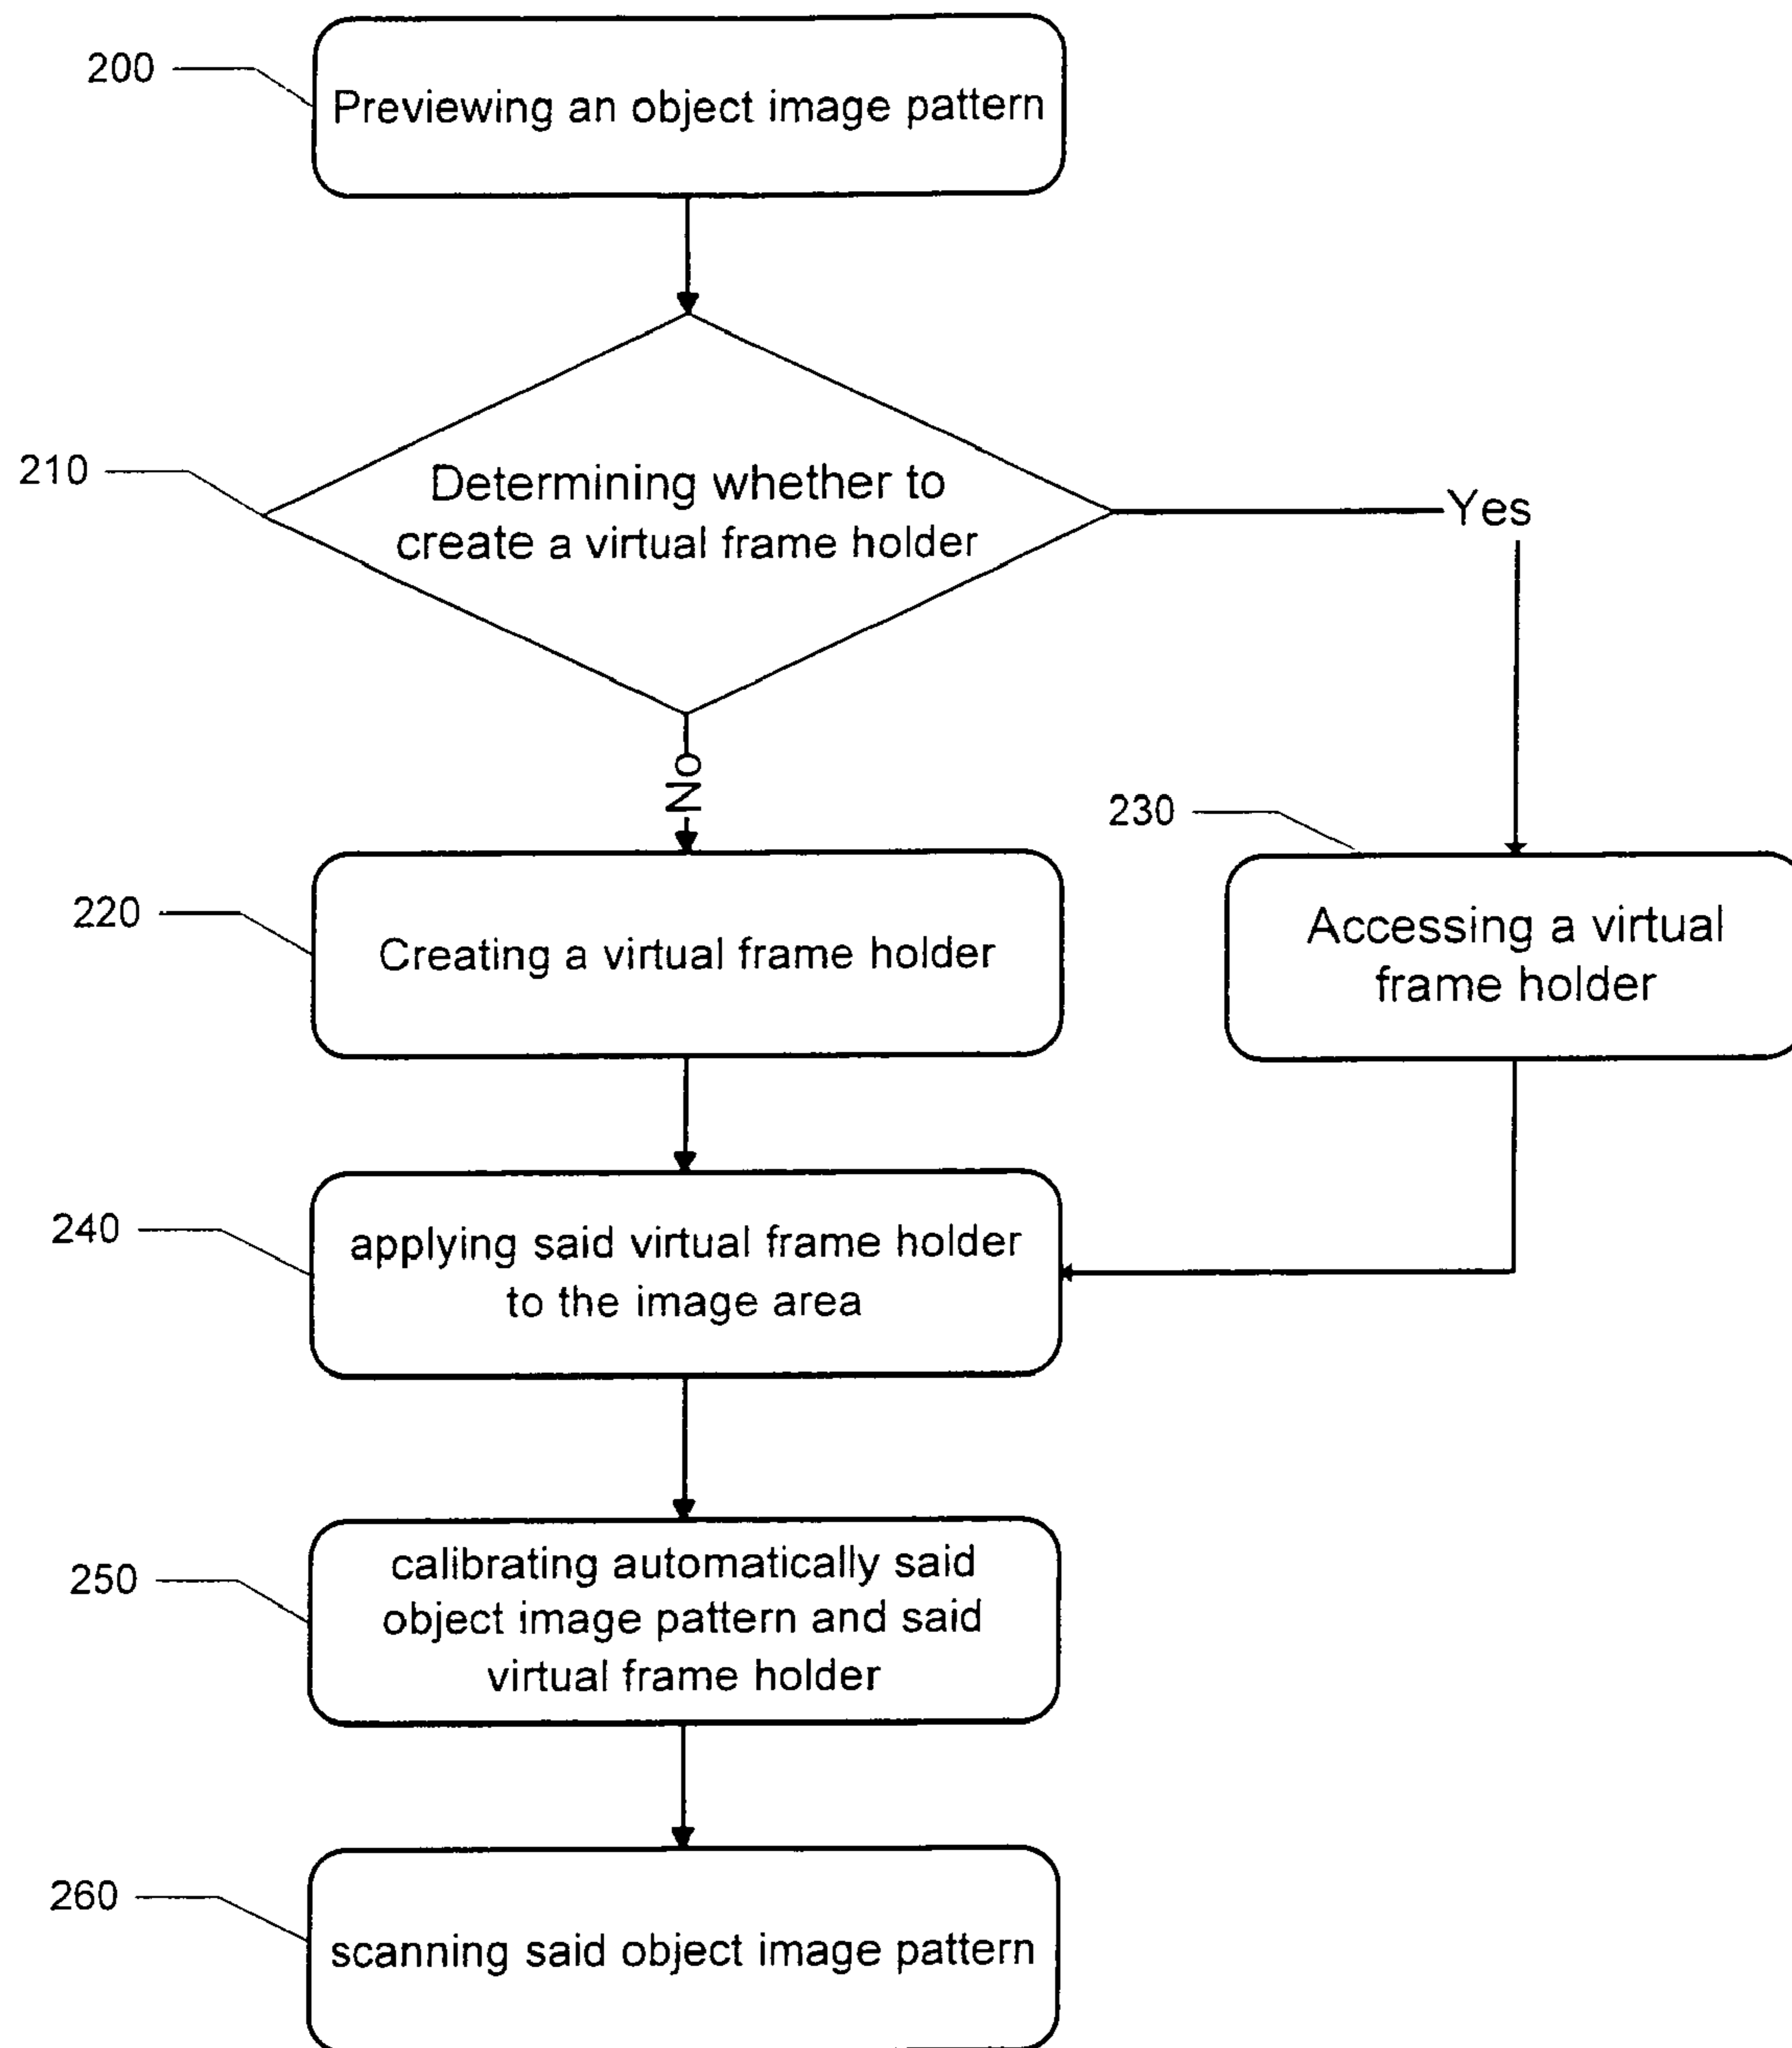 200
Previewing an object image pattern
210
Determining whether to
create a virtual frame holder
Yes
No
230
220
Creating a virtual frame holder
Accessing a virtual
frame holder
240
applying said virtual frame holder
to the image area
250
calibrating automatically said
object image pattern and said
virtual frame holder
260
scanning said object image pattern